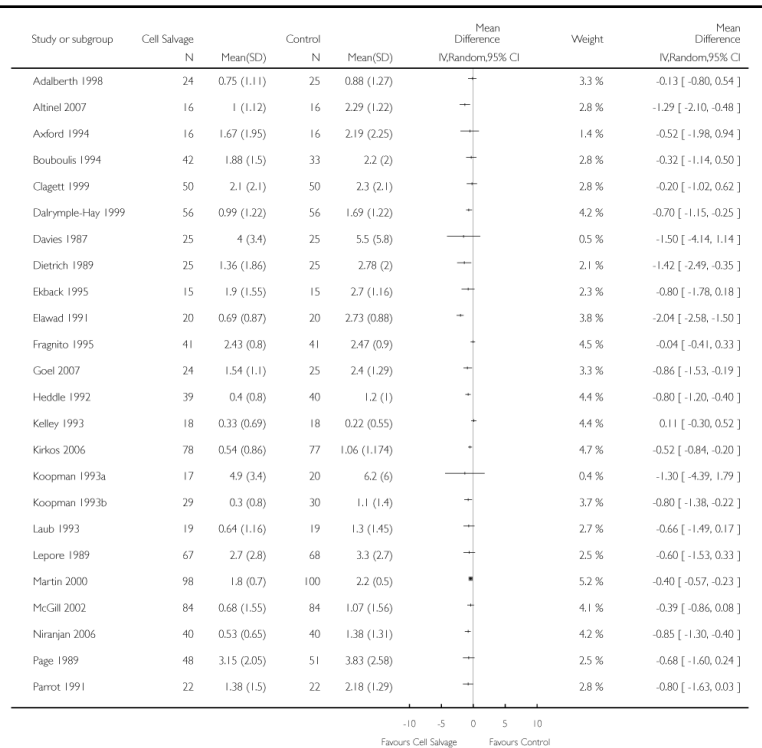 Study or subgroup Cell Salvage Control Mean Difference Weight Mean Difference
N Mean(SD) N Mean(SD) IV,Random,95% CI IV,Random,95% CI
Adalberth 1998 24 0.75 (1.11) 25 0.88 (1.27) 3.3 % -0.13 [ -0.80, 0.54 ]
Altinel 2007 16 1 (1.12) 16 2.29 (1.22) 2.8 % -1.29 [ -2.10, -0.48 ]
Axford 1994 16 1.67 (1.95) 16 2.19 (2.25) 1.4 % -0.52 [ -1.98, 0.94 ]
Bouboulis 1994 42 1.88 (1.5) 33 2.2 (2) 2.8 % -0.32 [ -1.14, 0.50 ]
Clagett 1999 50 2.1 (2.1) 50 2.3 (2.1) 2.8 % -0.20 [ -1.02, 0.62 ]
Dalrymple-Hay 1999 56 0.99 (1.22) 56 1.69 (1.22) 4.2 % -0.70 [ -1.15, -0.25 ]
Davies 1987 25 4 (3.4) 25 5.5 (5.8) 0.5 % -1.50 [ -4.14, 1.14 ]
Dietrich 1989 25 1.36 (1.86) 25 2.78 (2) 2.1 % -1.42 [ -2.49, -0.35 ]
Ekback 1995 15 1.9 (1.55) 15 2.7 (1.16) 2.3 % -0.80 [ -1.78, 0.18 ]
Elawad 1991 20 0.69 (0.87) 20 2.73 (0.88) 3.8 % -2.04 [ -2.58, -1.50 ]
Fragnito 1995 41 2.43 (0.8) 41 2.47 (0.9) 4.5 % -0.04 [ -0.41, 0.33 ]
Goel 2007 24 1.54 (1.1) 25 2.4 (1.29) 3.3 % -0.86 [ -1.53, -0.19 ]
Heddle 1992 39 0.4 (0.8) 40 1.2 (1) 4.4 % -0.80 [ -1.20, -0.40 ]
Kelley 1993 18 0.33 (0.69) 18 0.22 (0.55) 4.4 % 0.11 [ -0.30, 0.52 ]
Kirkos 2006 78 0.54 (0.86) 77 1.06 (1.174) 4.7 % -0.52 [ -0.84, -0.20 ]
Koopman 1993a 17 4.9 (3.4) 20 6.2 (6) 0.4 % -1.30 [ -4.39, 1.79 ]
Koopman 1993b 29 0.3 (0.8) 30 1.1 (1.4) 3.7 % -0.80 [ -1.38, -0.22 ]
Laub 1993 19 0.64 (1.16) 19 1.3 (1.45) 2.7 % -0.66 [ -1.49, 0.17 ]
Lepore 1989 67 2.7 (2.8) 68 3.3 (2.7) 2.5 % -0.60 [ -1.53, 0.33 ]
Martin 2000 98 1.8 (0.7) 100 2.2 (0.5) 5.2 % -0.40 [ -0.57, -0.23 ]
McGill 2002 84 0.68 (1.55) 84 1.07 (1.56) 4.1 % -0.39 [ -0.86, 0.08 ]
Niranjan 2006 40 0.53 (0.65) 40 1.38 (1.31) 4.2 % -0.85 [ -1.30, -0.40 ]
Page 1989 48 3.15 (2.05) 51 3.83 (2.58) 2.5 % -0.68 [ -1.60, 0.24 ]
Parrot 1991 22 1.38 (1.5) 22 2.18 (1.29) 2.8 % -0.80 [ -1.63, 0.03 ]
-10 -5 0 5 10
Favours Cell Salvage Favours Control